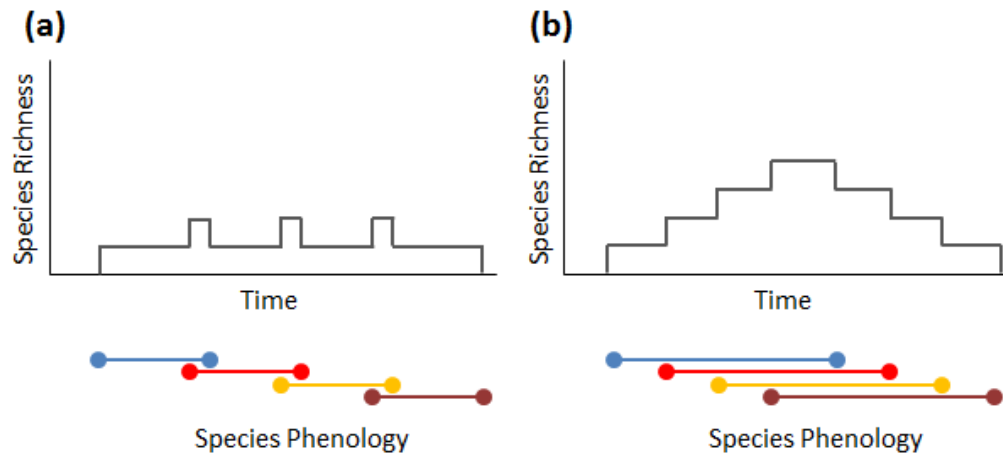 (a)
Species Richness
Time
Species Phenology
(b)
Species Richness
Time
Species Phenology